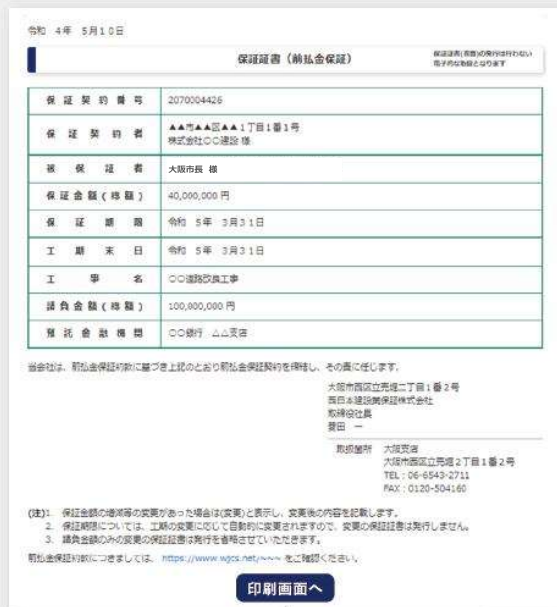 令和 4年 5月10日
保証証書（前払金保証）
保証証書(書面)の発行は行わない
電子的な取扱となります
保証契約番号 2070004426
保証契約者 ▲▲市▲▲区▲▲1丁目1番1号
株式会社〇〇建設 様
被保証者 大阪市長 様
保証金額(総額) 40,000,000 円
保証期限 令和 5年 3月31日
工期末日 令和 5年 3月31日
工事名 〇〇道路改良工事
請負金額(総額) 100,000,000 円
預託金融機関 〇〇銀行 △△支店
当会社は、前払金保証約款に基づき上記のとおり前払金保証契約を締結し、その責に任じます。
大阪市西区立売堀二丁目1番2号
西日本建設業保証株式会社
取締役社長
菱田 一
取扱箇所 大阪支店
大阪市西区立売堀2丁目1番2号
TEL：06-6543-2711
FAX：0120-504160
(注)1. 保証金額の増減等の変更があった場合は(変更)と表示し、変更後の内容を記載します。
2. 保証期限については、工期の変更に応じて自動的に変更されますので、変更の保証証書は発行しません。
3. 請負金額のみの変更の保証証書は発行を省略させていただきます。
前払金保証約款につきましては、 https://www.wjcs.net/~~~ をご確認ください。
印刷画面へ